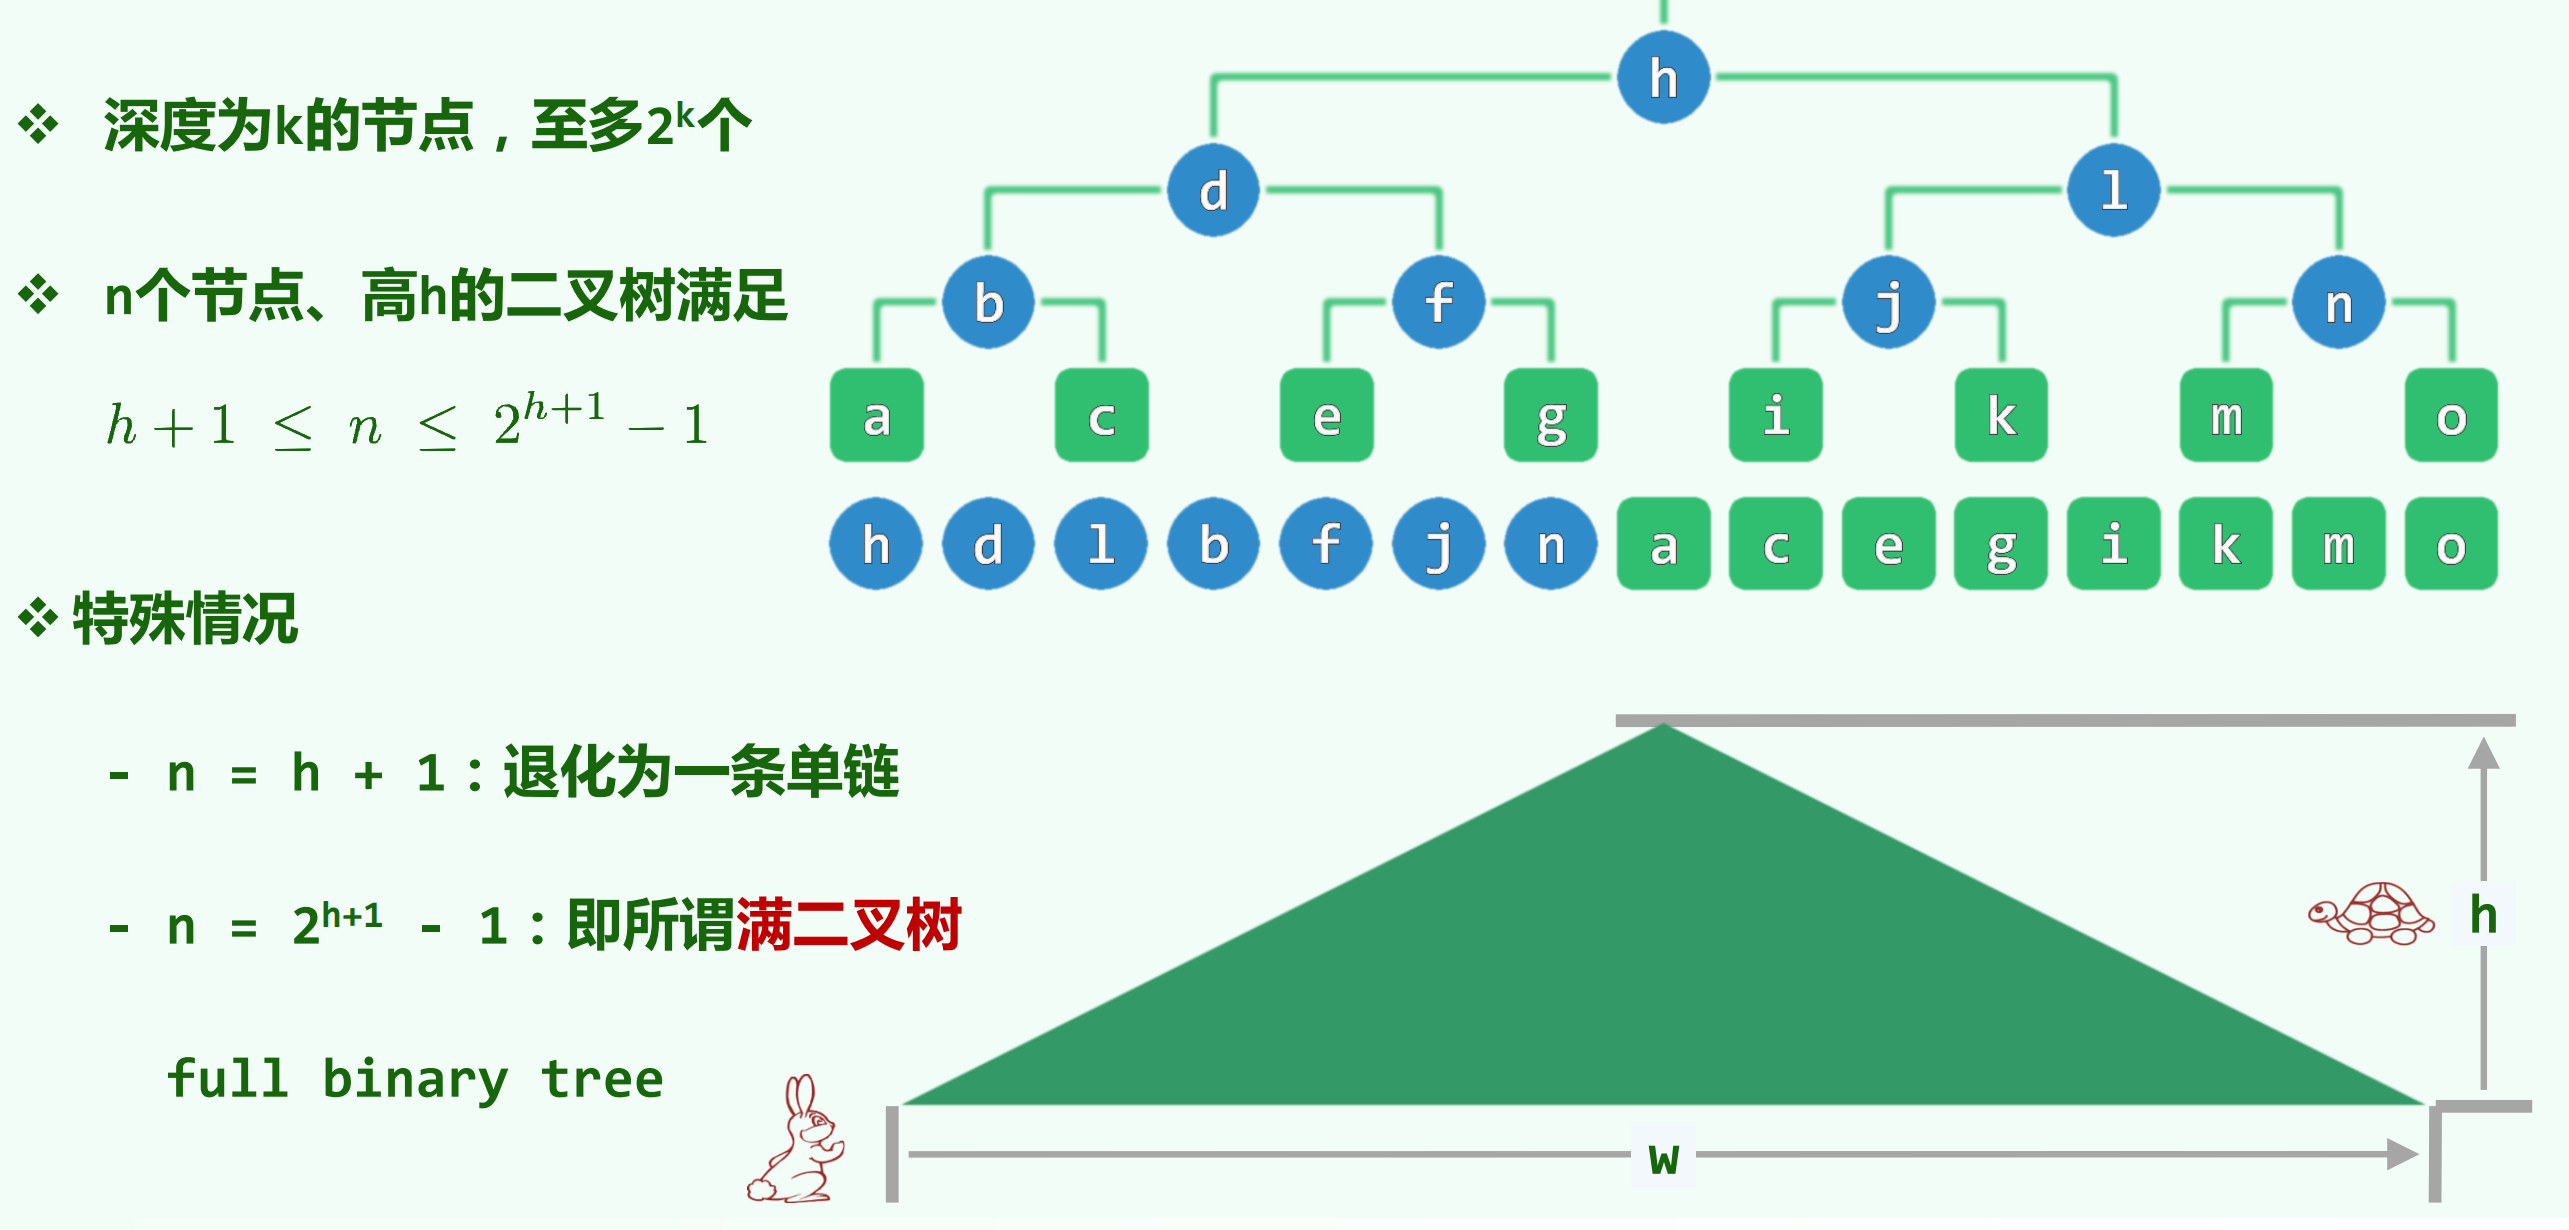 ❖ 深度为k的节点，至多2^k个
❖ n个节点、高h的二叉树满足
h + 1 ≤ n ≤ 2^{h+1} − 1
❖ 特殊情况
- n = h + 1：退化为一条单链
- n = 2^{h+1} - 1：即所谓满二叉树
full binary tree
h
d l
b f j n
a c e g i k m o
h d l b f j n a c e g i k m o
h
w